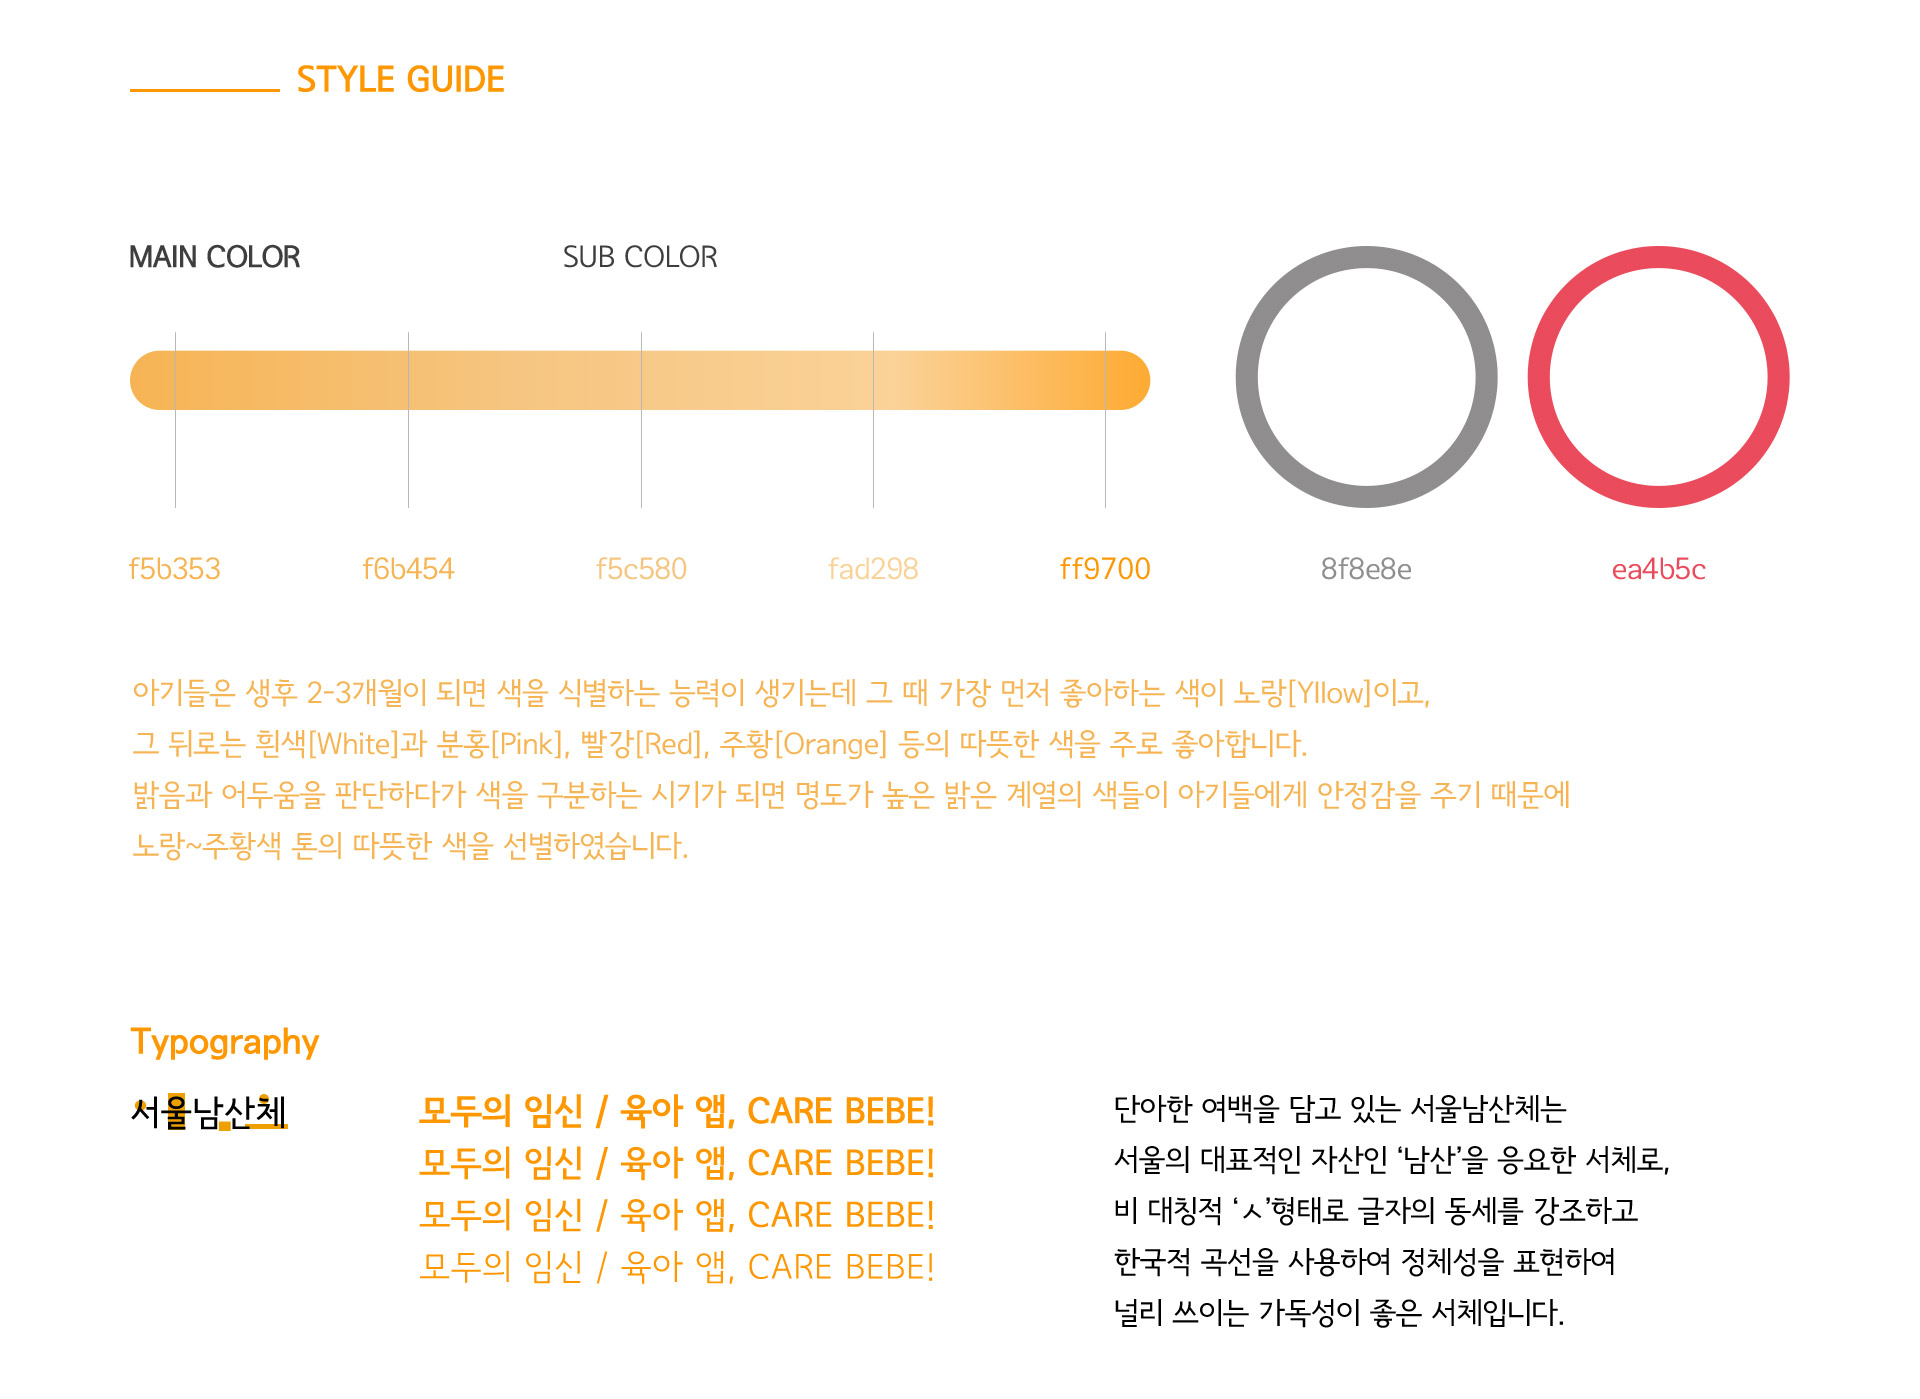 STYLE GUIDE
MAIN COLOR
SUB COLOR
f5b353
f6b454
f5c580
fad298
ff9700
8f8e8e
ea4b5c
아기들은 생후 2-3개월이 되면 색을 식별하는 능력이 생기는데 그 때 가장 먼저 좋아하는 색이 노랑[Yllow]이고,
그 뒤로는 흰색[White]과 분홍[Pink], 빨강[Red], 주황[Orange] 등의 따뜻한 색을 주로 좋아합니다.
밝음과 어두움을 판단하다가 색을 구분하는 시기가 되면 명도가 높은 밝은 계열의 색들이 아기들에게 안정감을 주기 때문에
노랑~주황색 톤의 따뜻한 색을 선별하였습니다.
Typography
서울남산체
모두의 임신 / 육아 앱, CARE BEBE!
모두의 임신 / 육아 앱, CARE BEBE!
모두의 임신 / 육아 앱, CARE BEBE!
모두의 임신 / 육아 앱, CARE BEBE!
단아한 여백을 담고 있는 서울남산체는
서울의 대표적인 자산인 ‘남산’을 응요한 서체로,
비 대칭적 ‘ㅅ’형태로 글자의 동세를 강조하고
한국적 곡선을 사용하여 정체성을 표현하여
널리 쓰이는 가독성이 좋은 서체입니다.